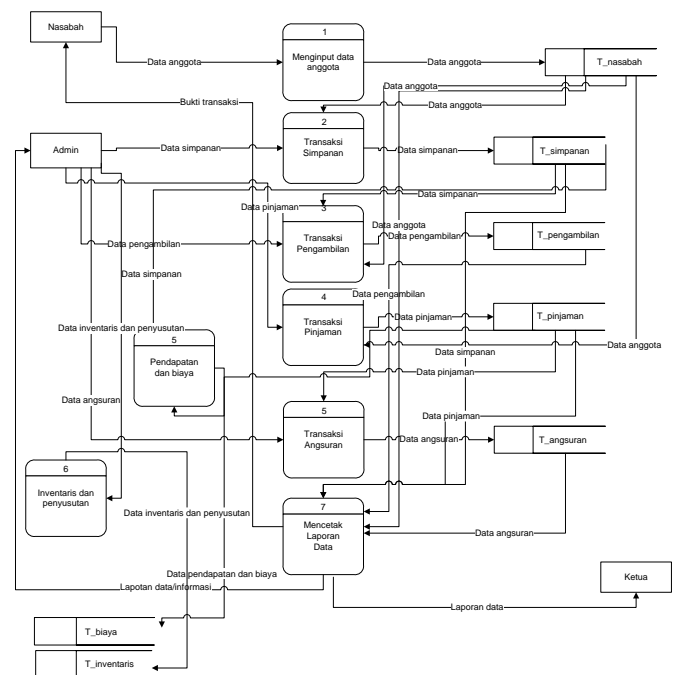 Nasabah
1
Menginput data
anggota
T_nasabah
Data anggota
Data anggota
Data anggota
Bukti transaksi
Data anggota
2
Transaksi
Simpanan
Admin
Data simpanan
Data simpanan
T_simpanan
Data simpanan
Data pinjaman
3
Transaksi
Pengambilan
Data anggota
Data pengambilan
T_pengambilan
Data pengambilan
Data simpanan
4
Transaksi
Pinjaman
Data pengambilan
Data pinjaman
T_pinjaman
Data inventaris dan penyusutan
5
Pendapatan
dan biaya
Data anggota
Data simpanan
Data pinjaman
Data angsuran
5
Transaksi
Angsuran
Data pinjaman
Data angsuran
T_angsuran
6
Inventaris dan
penyusutan
7
Mencetak
Laporan
Data
Data inventaris dan penyusutan
Data angsuran
Data pendapatan dan biaya
Lapotan data/informasi
Ketua
Laporan data
T_biaya
T_inventaris